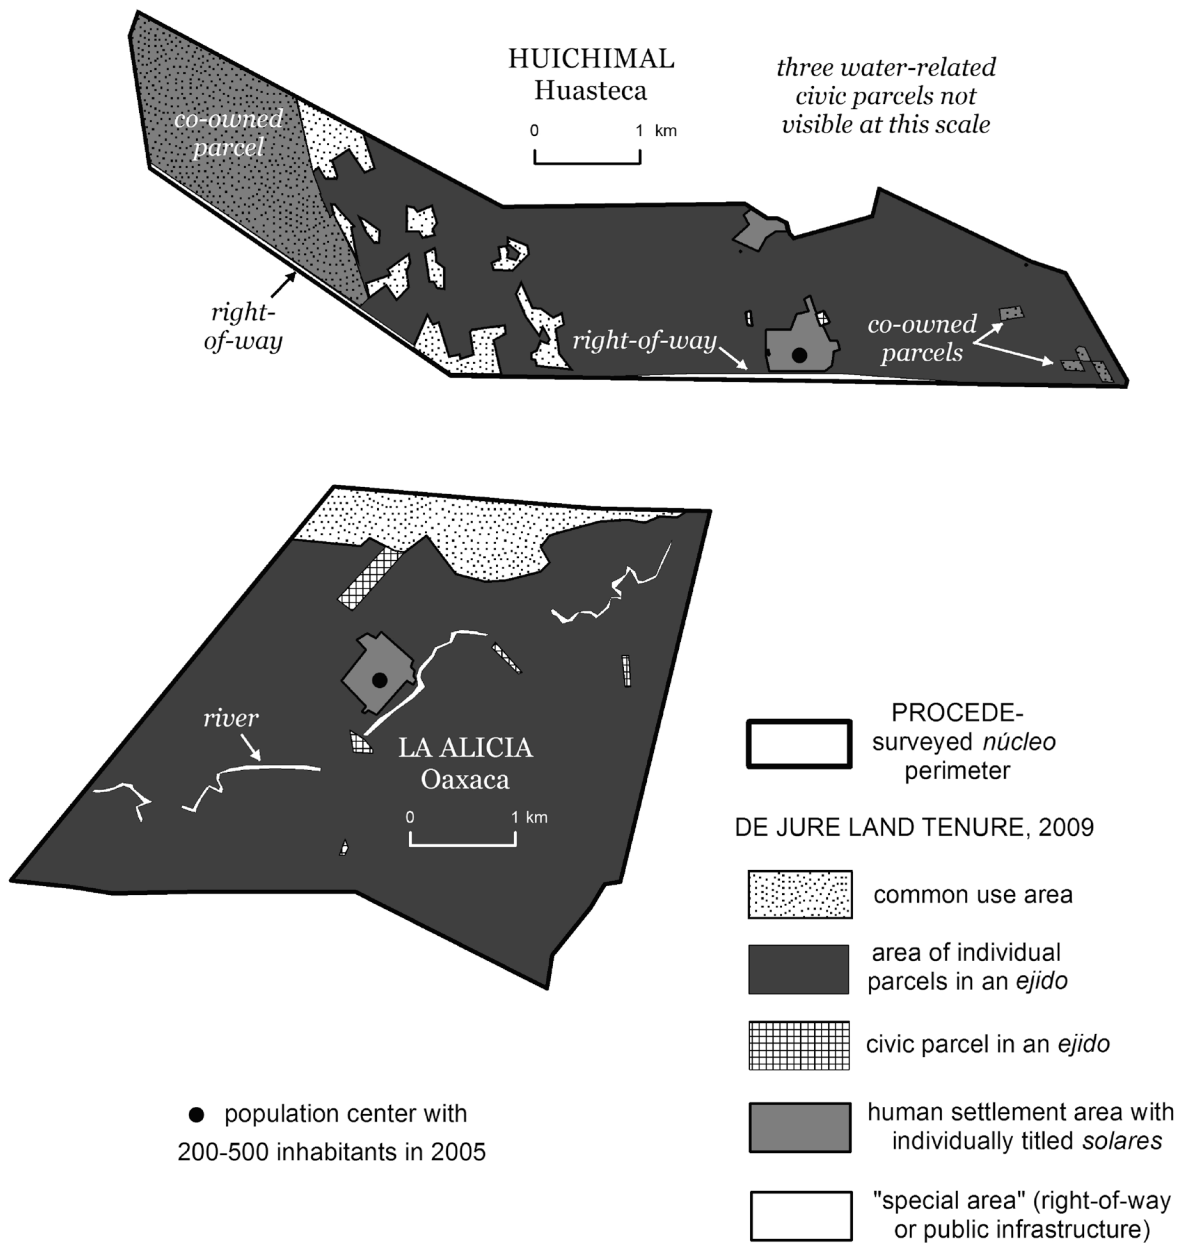 HUICHIMAL
Huasteca
0 1 km
three water-related
civic parcels not
visible at this scale
co-owned
parcel
right-
of-way
right-of-way
co-owned
parcels
river
LA ALICIA
Oaxaca
0 1 km
PROCEDE-
surveyed núcleo
perimeter
DE JURE LAND TENURE, 2009
common use area
area of individual
parcels in an ejido
civic parcel in an ejido
human settlement area with
individually titled solares
"special area" (right-of-way
or public infrastructure)
population center with
200-500 inhabitants in 2005